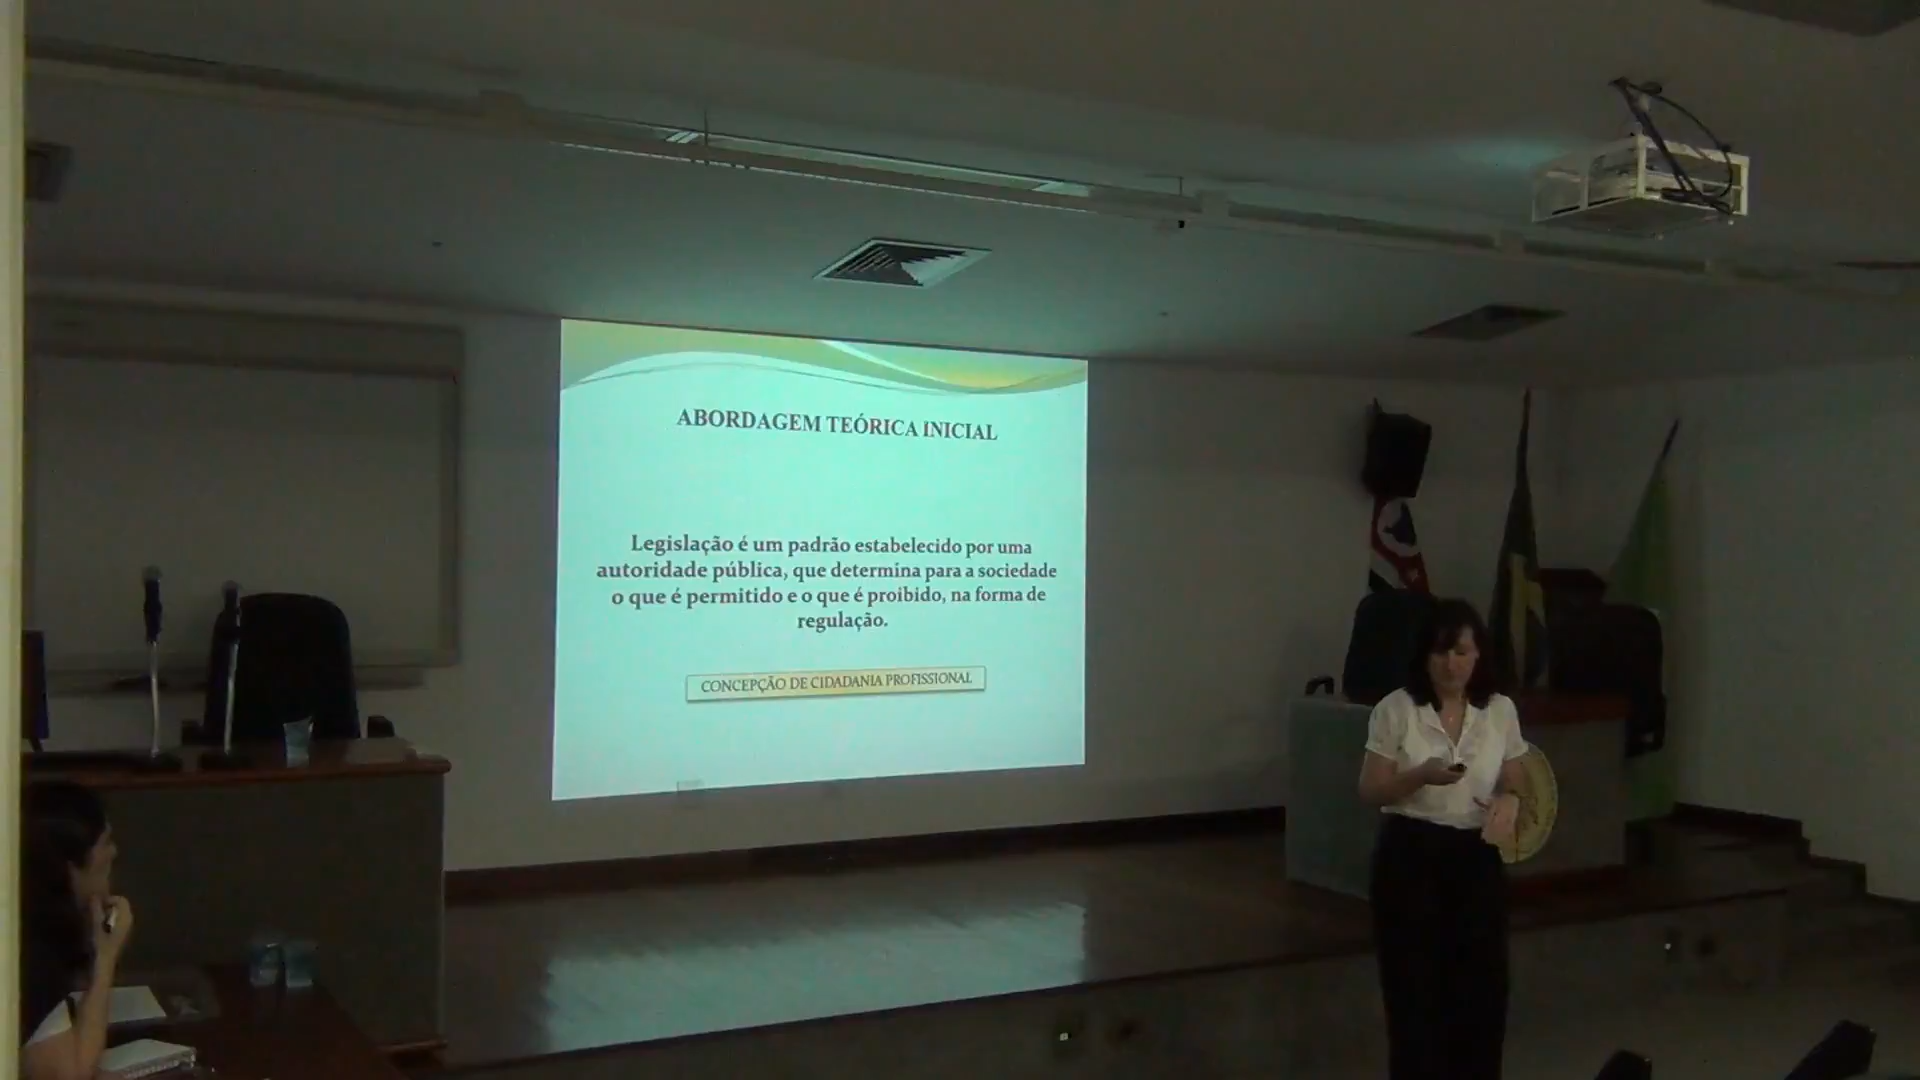 ABORDAGEM TEÓRICA INICIAL
Legislação é um padrão estabelecido por uma
autoridade pública, que determina para a sociedade
o que é permitido e o que é proibido, na forma de
regulação.
CONCEPÇÃO DE CIDADANIA PROFISSIONAL